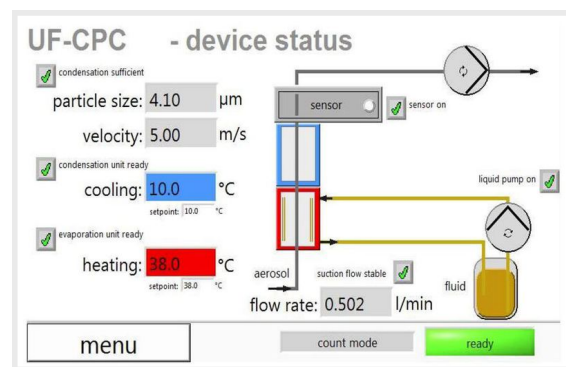 UF-CPC - device status
condensation sufficient
particle size: 4.10 µm
velocity: 5.00 m/s
condensation unit ready
cooling: 10.0 °C
setpoint: 10.0 °C
evaporation unit ready
heating: 38.0 °C
setpoint: 38.0 °C
sensor
sensor on
liquid pump on
aerosol
suction flow stable
fluid
flow rate: 0.502 l/min
menu
count mode
ready